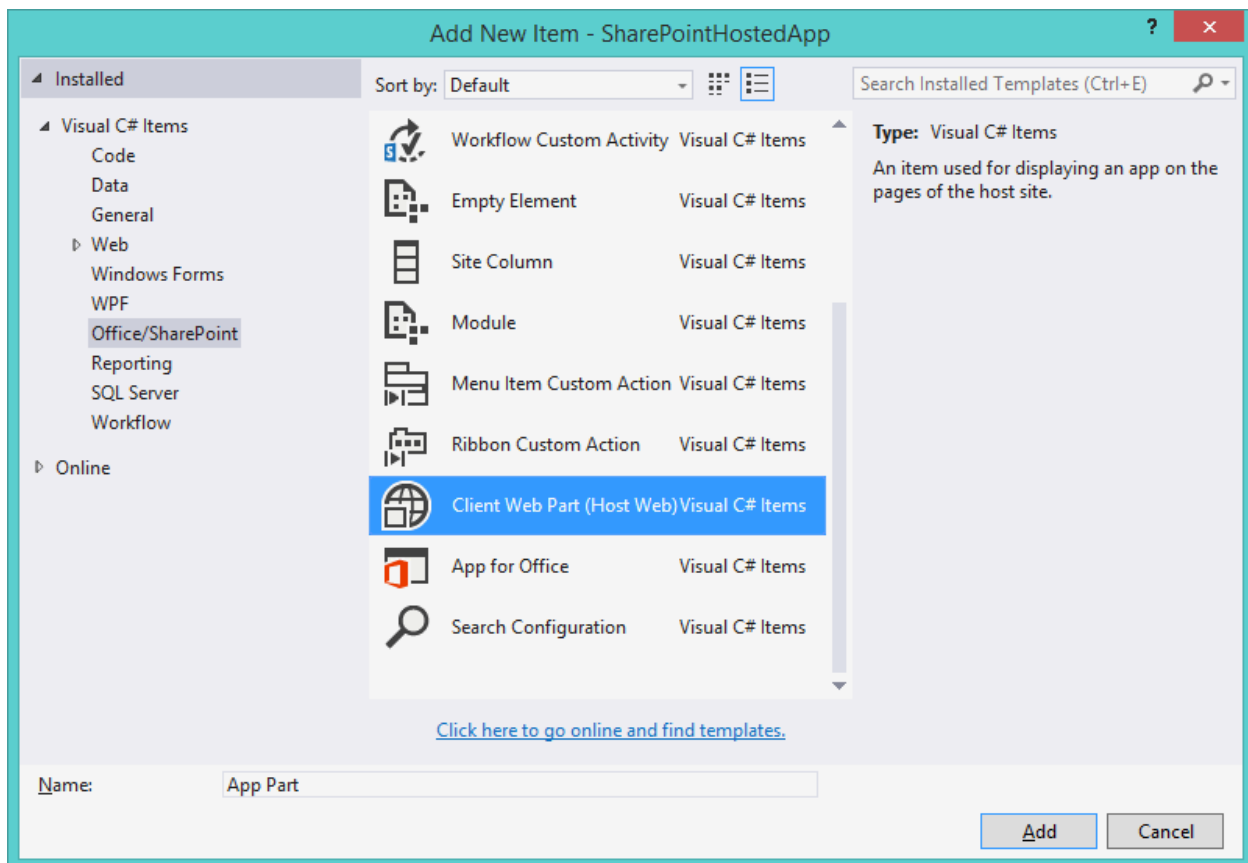 Add New Item - SharePointHostedApp
?
Installed
Sort by: Default
Search Installed Templates (Ctrl+E)
Visual C# Items
Code
Data
General
Web
Windows Forms
WPF
Office/SharePoint
Reporting
SQL Server
Workflow
Online
Workflow Custom Activity Visual C# Items
Empty Element Visual C# Items
Site Column Visual C# Items
Module Visual C# Items
Menu Item Custom Action Visual C# Items
Ribbon Custom Action Visual C# Items
Client Web Part (Host Web) Visual C# Items
App for Office Visual C# Items
Search Configuration Visual C# Items
Type: Visual C# Items
An item used for displaying an app on the
pages of the host site.
Click here to go online and find templates.
Name: App Part
Add Cancel